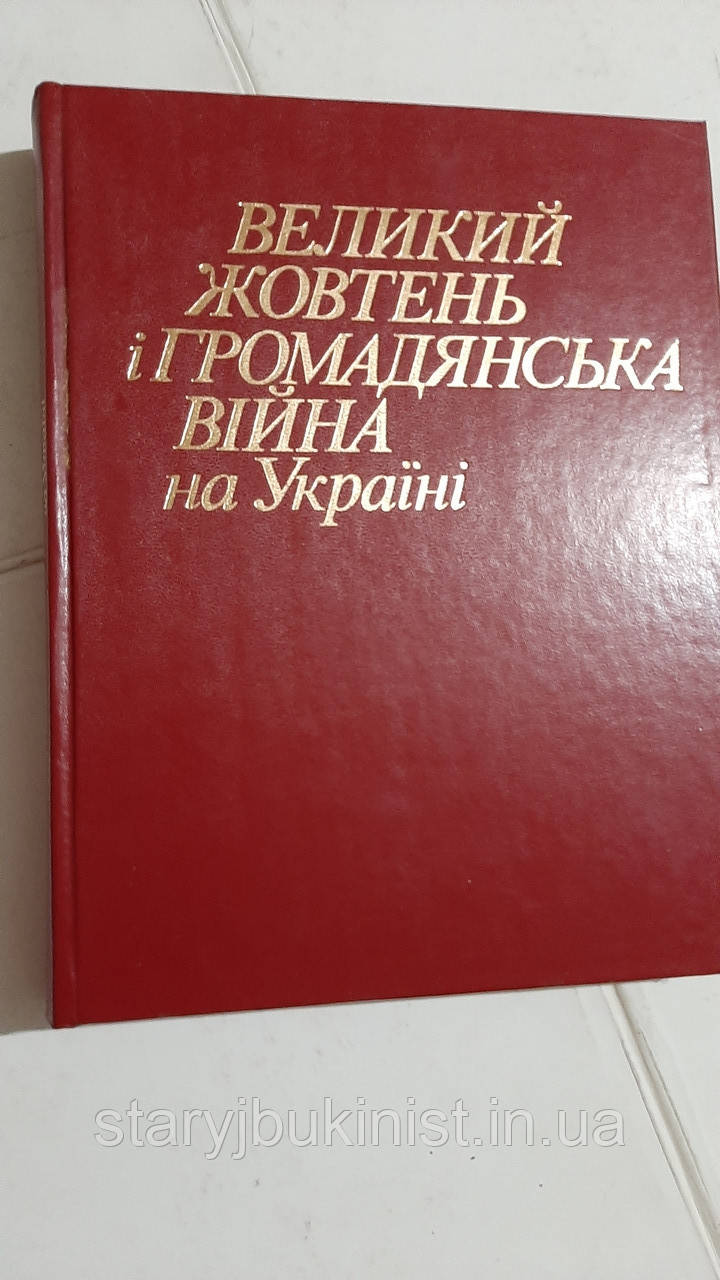 ВЕЛИКИЙ
ЖОВТЕНЬ
і ГРОМАДЯНСЬКА
ВІЙНА
на Україні
staryjbukinist.in.ua